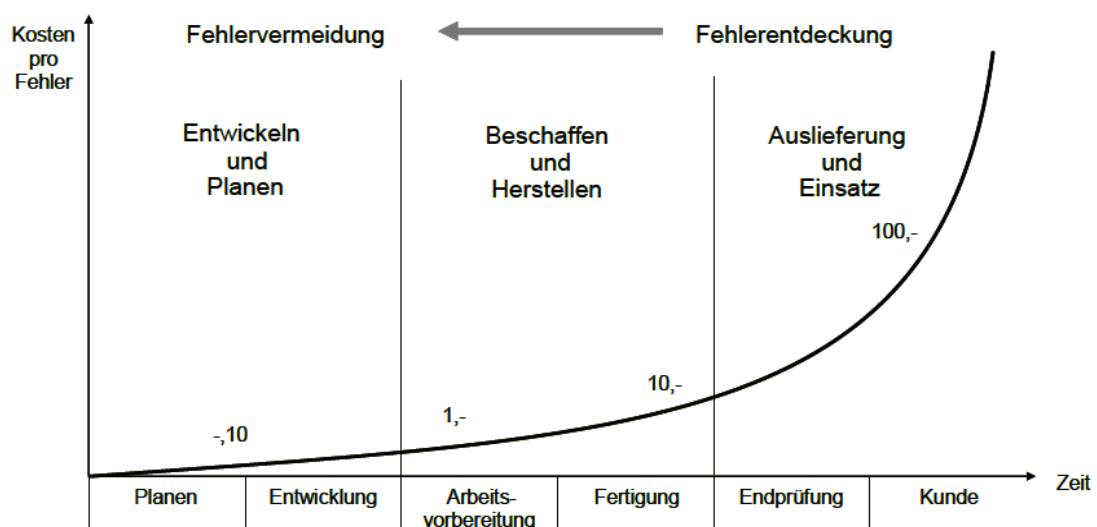 Kosten
pro
Fehler
Fehlervermeidung
Fehlerentdeckung
Entwickeln
und
Planen
Beschaffen
und
Herstellen
Auslieferung
und
Einsatz
-,10
1,-
10,-
100,-
Planen
Entwicklung
Arbeits-
vorbereitung
Fertigung
Endprüfung
Kunde
Zeit